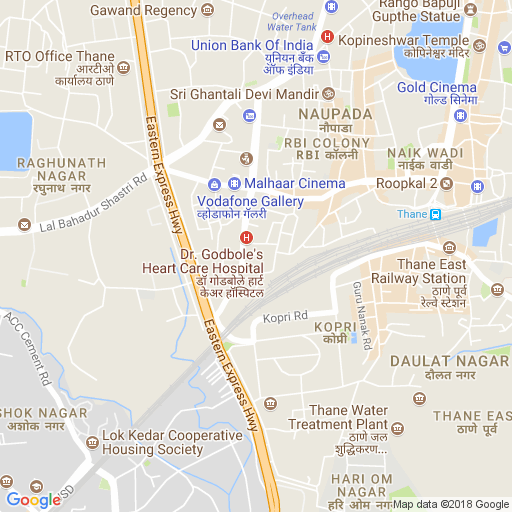 Gawand Regency
Overhead
Water Tank
Rango Bapuji
Gupthe Statue
Union Bank Of India
यूनियन बँक
ऑफ इंडिया
Kopineshwar Temple
कोपिनेश्वर मंदिर
RTO Office Thane
आरटीओ
कार्यालय ठाणे
Sri Ghantali Devi Mandir
Gold Cinema
गोल्ड सिनेमा
NAUPADA
नौपाडा
Eastern Express Hwy
RBI COLONY
RBI कॉलनी
NAIK WADI
नाईक वाडी
RAGHUNATH
NAGAR
रघुनाथ नगर
Malhaar Cinema
Roopkal 2
Lal Bahadur Shastri Rd
Vodafone Gallery
व्होडाफोन गॅलरी
Thane
Dr. Godbole's
Heart Care Hospital
डॉ गोडबोले हार्ट
केअर हॉस्पिटल
Thane East
Railway Station
ठाणे पूर्व
रेल्वे स्टेशन
Guru Nanak Rd
Kopri Rd
KOPRI
कोप्री
ACC Cement Rd
Eastern Express Hwy
DAULAT NAGAR
दौलत नगर
ASHOK NAGAR
अशोक नगर
Thane Water
Treatment Plant
ठाणे जल
शुद्धिकरण...
THANE EAS
ठाणे पूर्व
Lok Kedar Cooperative
Housing Society
HARI OM
NAGAR
हरि ओम नगर
Google
Map data ©2018 Google